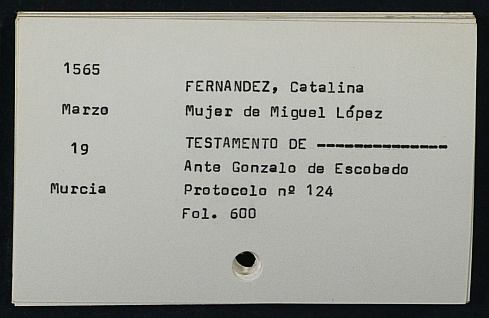 1565
FERNANDEZ, Catalina
Marzo
Mujer de Miguel López
19
TESTAMENTO DE --------------
Ante Gonzalo de Escobedo
Murcia
Protocolo nº 124
Fol. 600